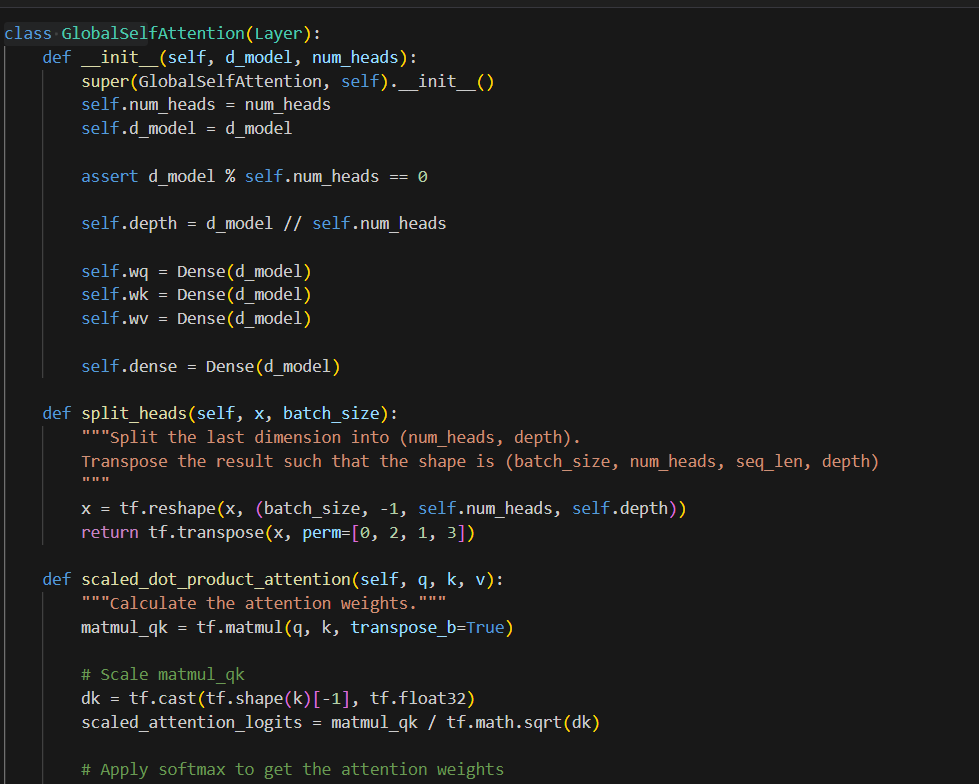 class GlobalSelfAttention(Layer):
    def __init__(self, d_model, num_heads):
        super(GlobalSelfAttention, self).__init__()
        self.num_heads = num_heads
        self.d_model = d_model

        assert d_model % self.num_heads == 0

        self.depth = d_model // self.num_heads

        self.wq = Dense(d_model)
        self.wk = Dense(d_model)
        self.wv = Dense(d_model)

        self.dense = Dense(d_model)

    def split_heads(self, x, batch_size):
        """Split the last dimension into (num_heads, depth).
        Transpose the result such that the shape is (batch_size, num_heads, seq_len, depth)
        """
        x = tf.reshape(x, (batch_size, -1, self.num_heads, self.depth))
        return tf.transpose(x, perm=[0, 2, 1, 3])

    def scaled_dot_product_attention(self, q, k, v):
        """Calculate the attention weights."""
        matmul_qk = tf.matmul(q, k, transpose_b=True)

        # Scale matmul_qk
        dk = tf.cast(tf.shape(k)[-1], tf.float32)
        scaled_attention_logits = matmul_qk / tf.math.sqrt(dk)

        # Apply softmax to get the attention weights